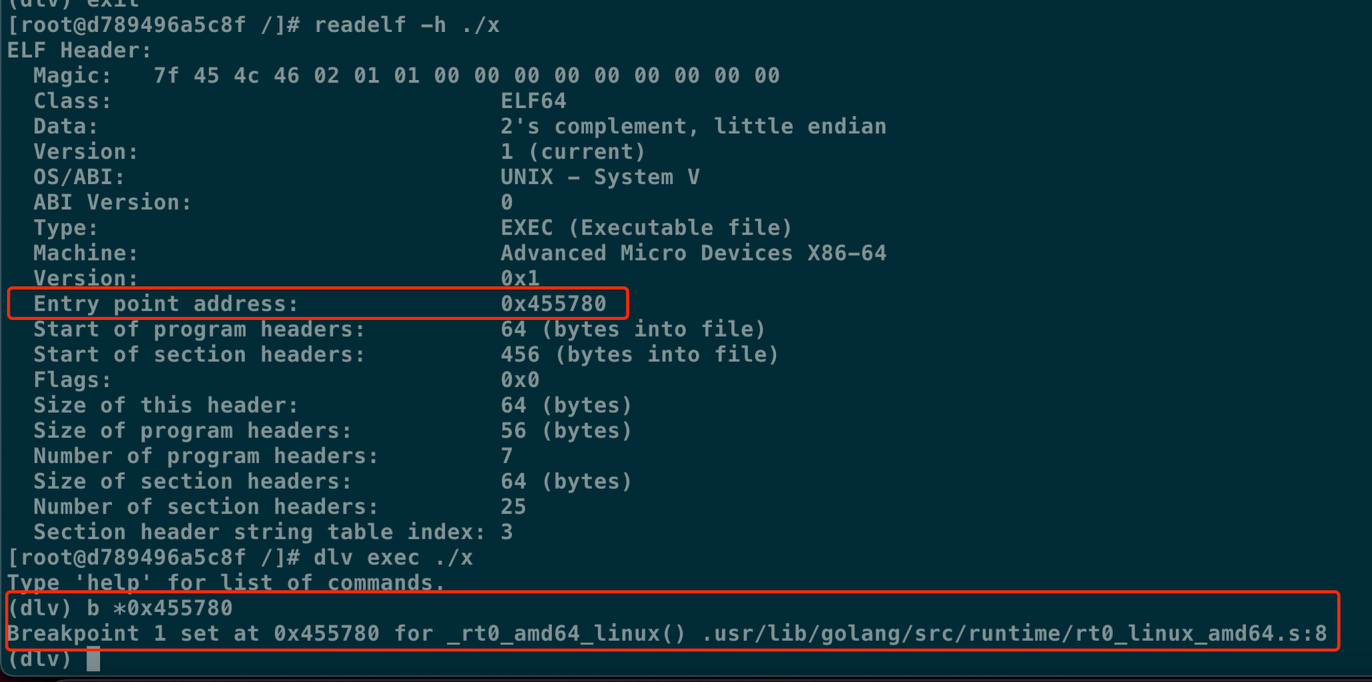 (dlv) exit
[root@d789496a5c8f /]# readelf -h ./x
ELF Header:
  Magic:   7f 45 4c 46 02 01 01 00 00 00 00 00 00 00 00 00
  Class:                             ELF64
  Data:                              2's complement, little endian
  Version:                           1 (current)
  OS/ABI:                            UNIX - System V
  ABI Version:                       0
  Type:                              EXEC (Executable file)
  Machine:                           Advanced Micro Devices X86-64
  Version:                           0x1
  Entry point address:               0x455780
  Start of program headers:          64 (bytes into file)
  Start of section headers:          456 (bytes into file)
  Flags:                             0x0
  Size of this header:               64 (bytes)
  Size of program headers:           56 (bytes)
  Number of program headers:         7
  Size of section headers:           64 (bytes)
  Number of section headers:         25
  Section header string table index: 3
[root@d789496a5c8f /]# dlv exec ./x
Type 'help' for list of commands.
(dlv) b *0x455780
Breakpoint 1 set at 0x455780 for _rt0_amd64_linux() .usr/lib/golang/src/runtime/rt0_linux_amd64.s:8
(dlv)